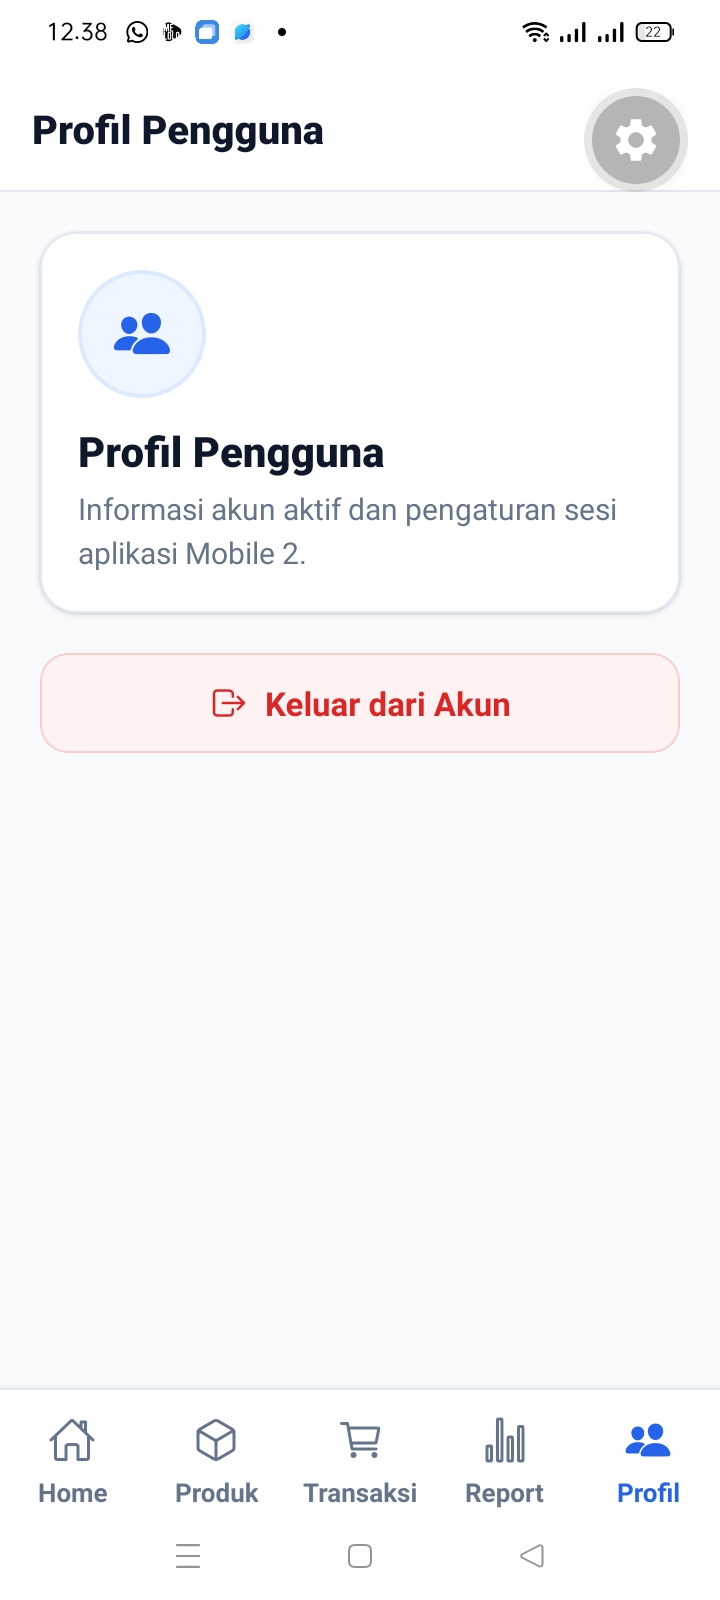 12.38
22
Profil Pengguna
Profil Pengguna
Informasi akun aktif dan pengaturan sesi
aplikasi Mobile 2.
Keluar dari Akun
Home
Produk
Transaksi
Report
Profil